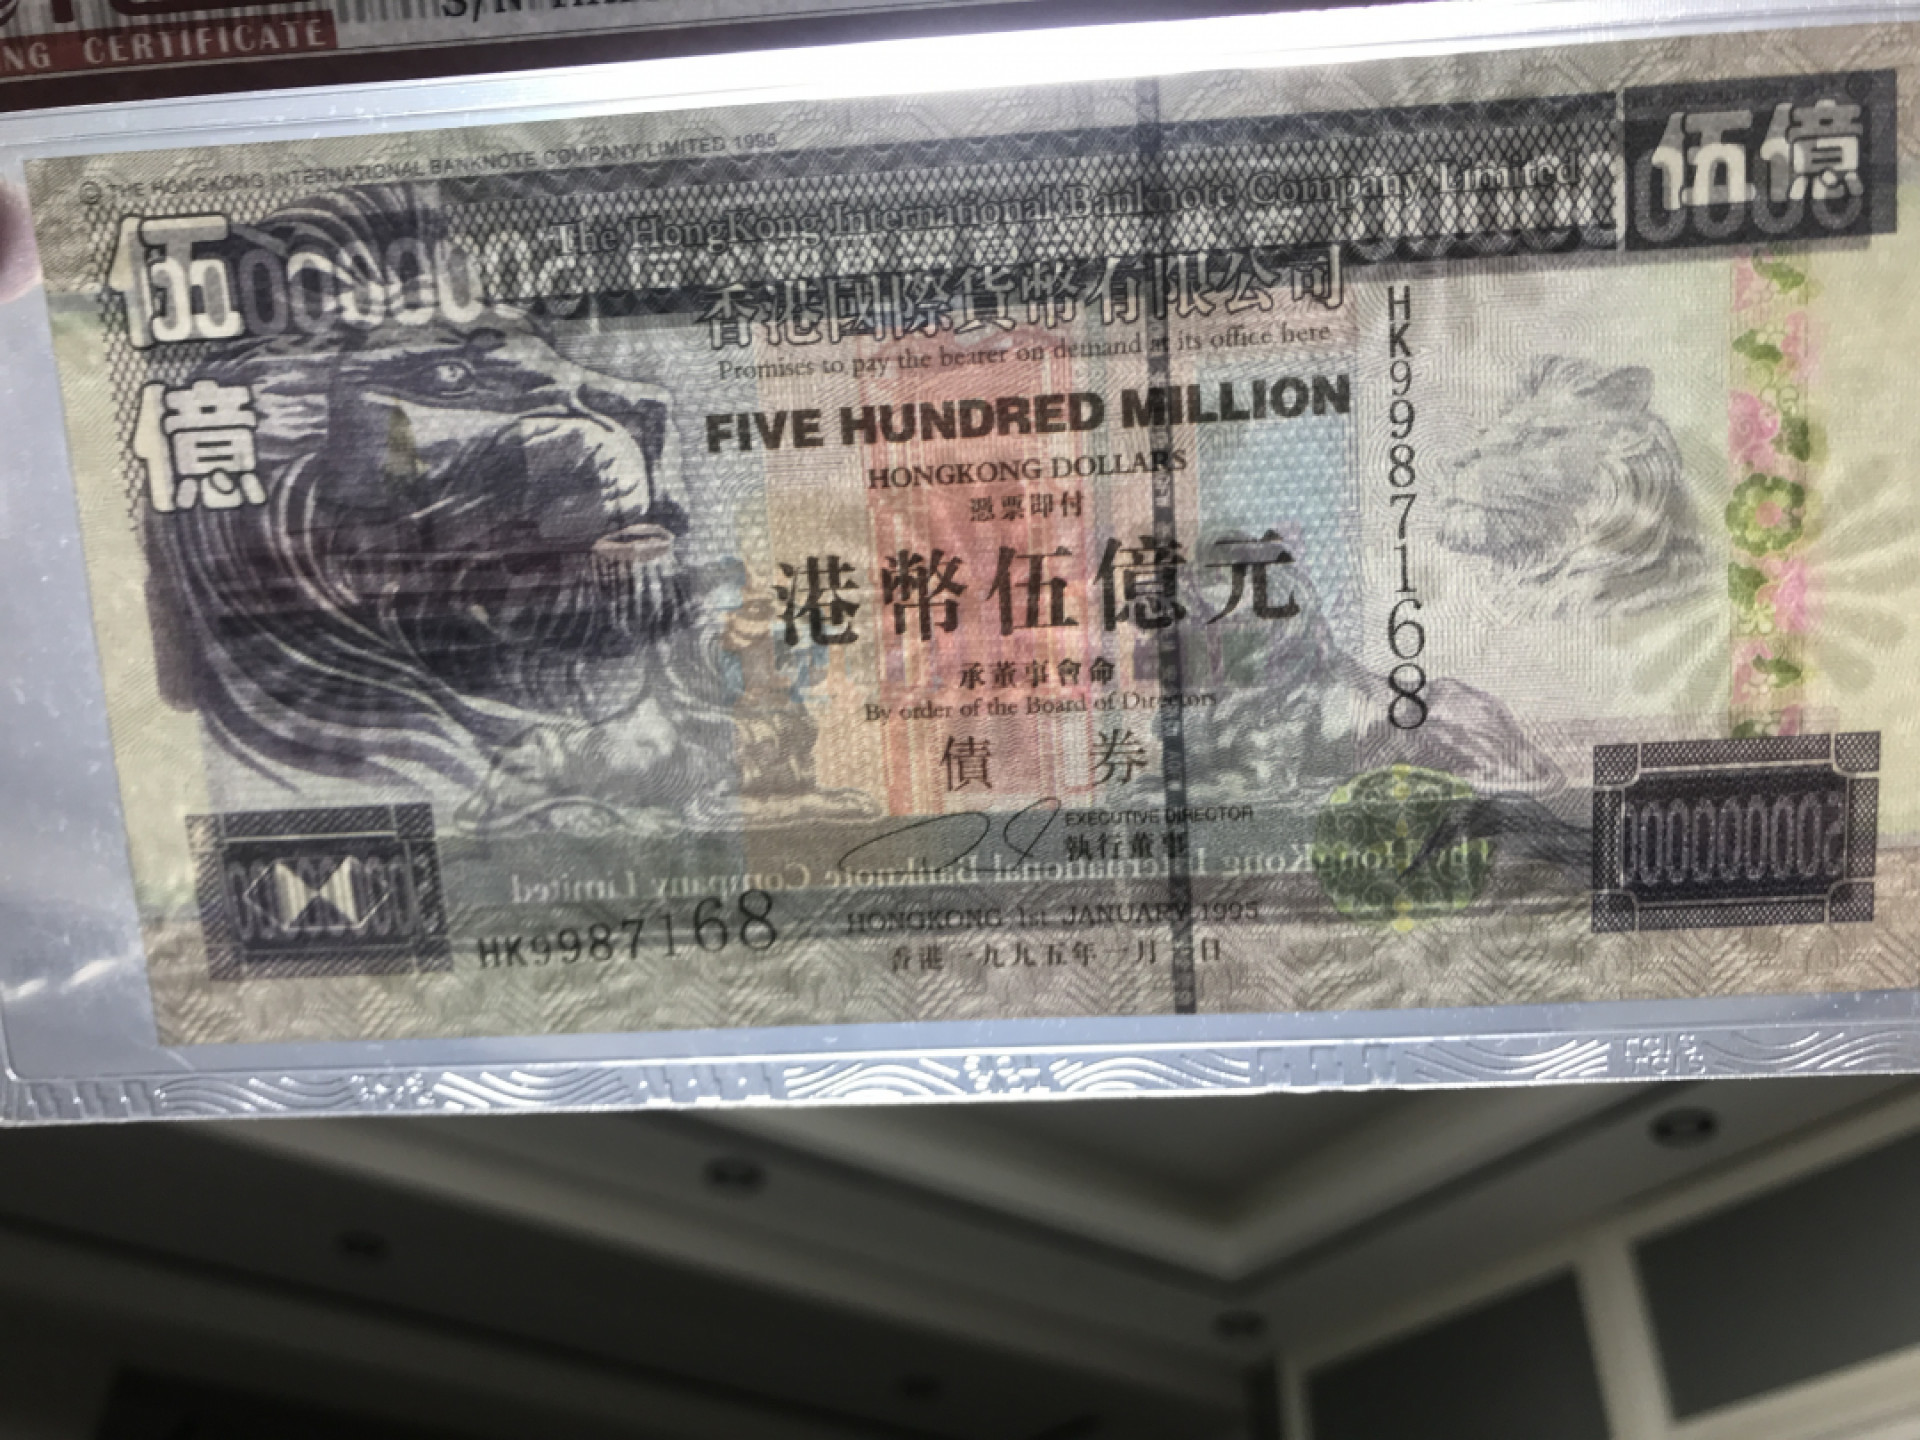 S/N
NG CERTIFICATE
© THE HONGKONG INTERNATIONAL BANKNOTE COMPANY LIMITED 1996
The HongKong International Banknote Company Limited
伍億
伍
億
香港國際貨幣有限公司
Promises to pay the bearer on demand at its office here
FIVE HUNDRED MILLION
HONGKONG DOLLARS
憑票即付
港幣伍億元
承董事會命
By order of the Board of Directors
債 券
EXECUTIVE DIRECTOR
執行董事
The HongKong International Banknote Company Limited
HK9987168
HK9987168
HONGKONG 1st JANUARY 1995
香港一九九五年一月一日